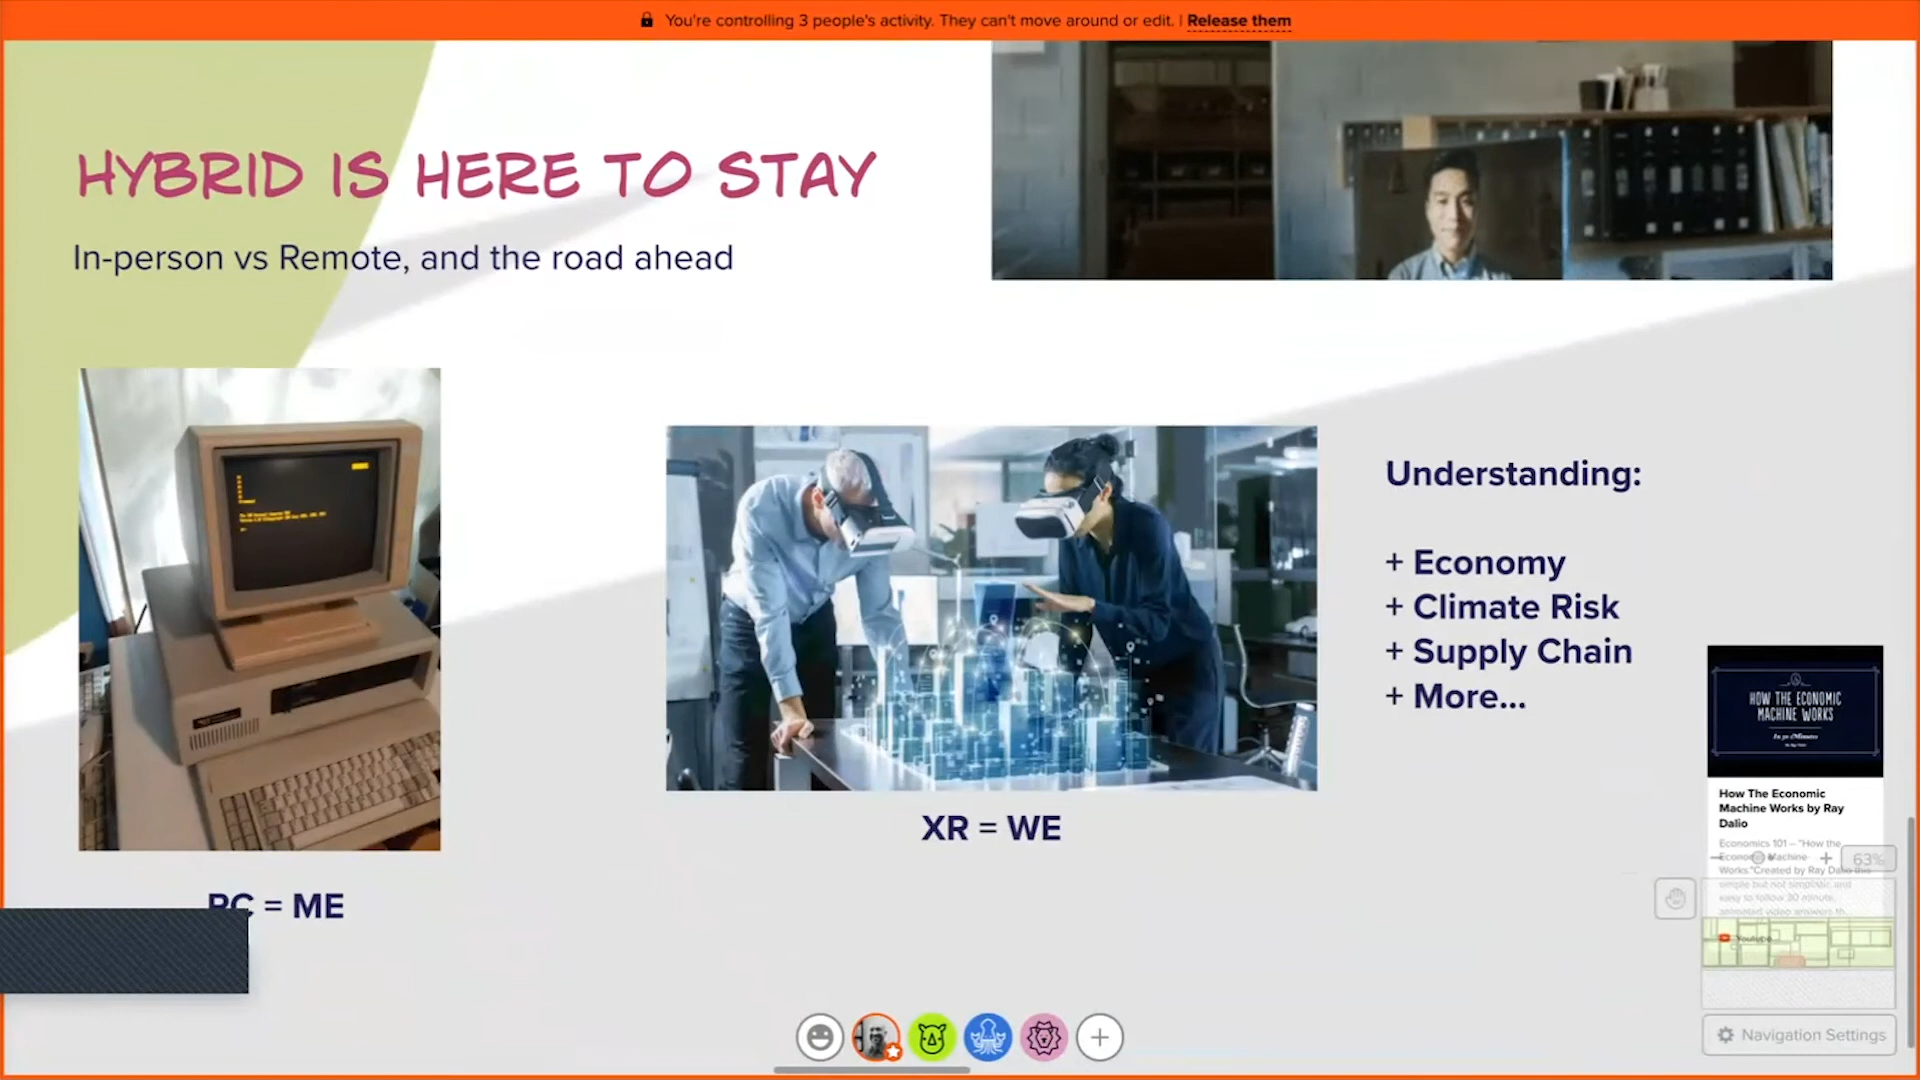 You're controlling 3 people's activity. They can't move around or edit. | Release them
HYBRID IS HERE TO STAY
In-person vs Remote, and the road ahead
Understanding:
+ Economy
+ Climate Risk
+ Supply Chain
+ More...
XR = WE
PC = ME
HOW THE ECONOMIC
MACHINE WORKS
In 30 Minutes
How The Economic
Machine Works by Ray
Dalio
Economics 101 -- "How the
Economic Machine
Works." Created by Ray Dalio this
simple but not simplistic and
easy to follow 30 minute,
animated video answers th...
63%
Youtube
Navigation Settings